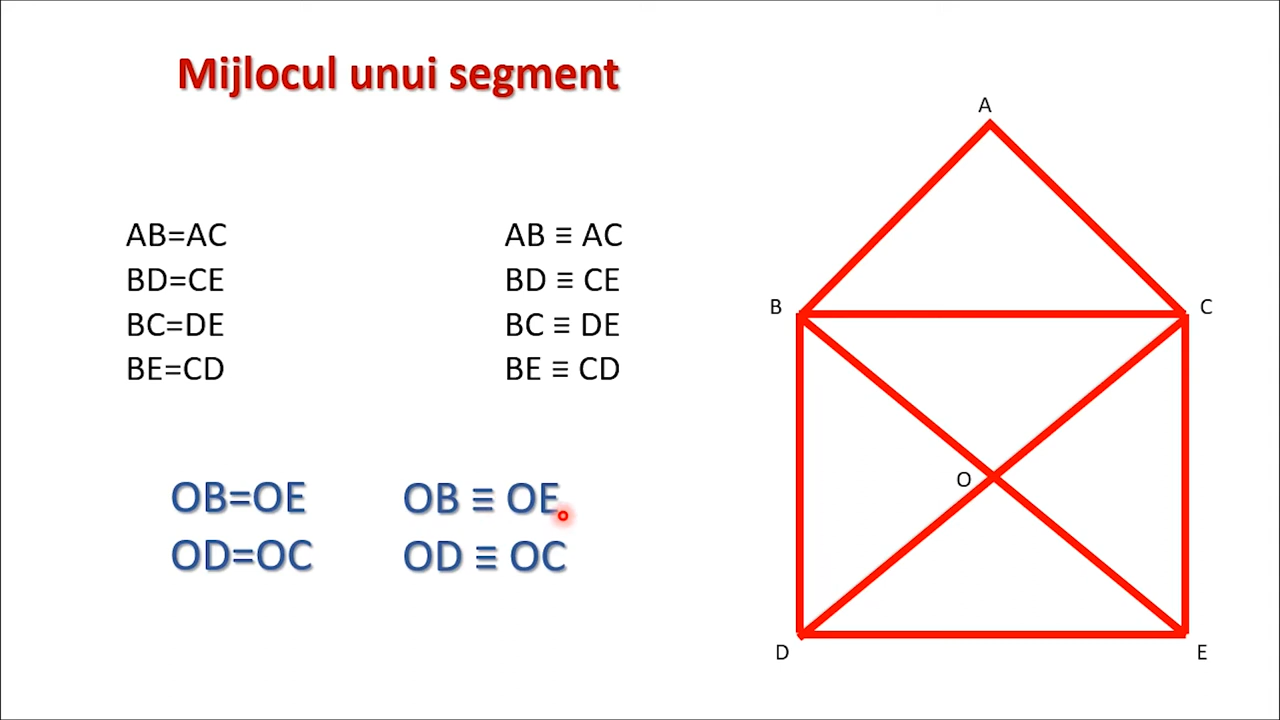 Mijlocul unui segment
AB=AC
BD=CE
BC=DE
BE=CD
AB ≡ AC
BD ≡ CE
BC ≡ DE
BE ≡ CD
OB=OE
OD=OC
OB ≡ OE
OD ≡ OC
A
B
C
O
D
E